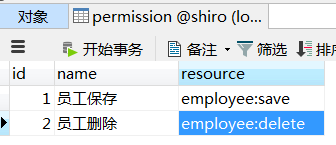 对象 permission @shiro (lo...
开始事务 备注 筛选
id name resource
1 员工保存 employee:save
2 员工删除 employee:delete